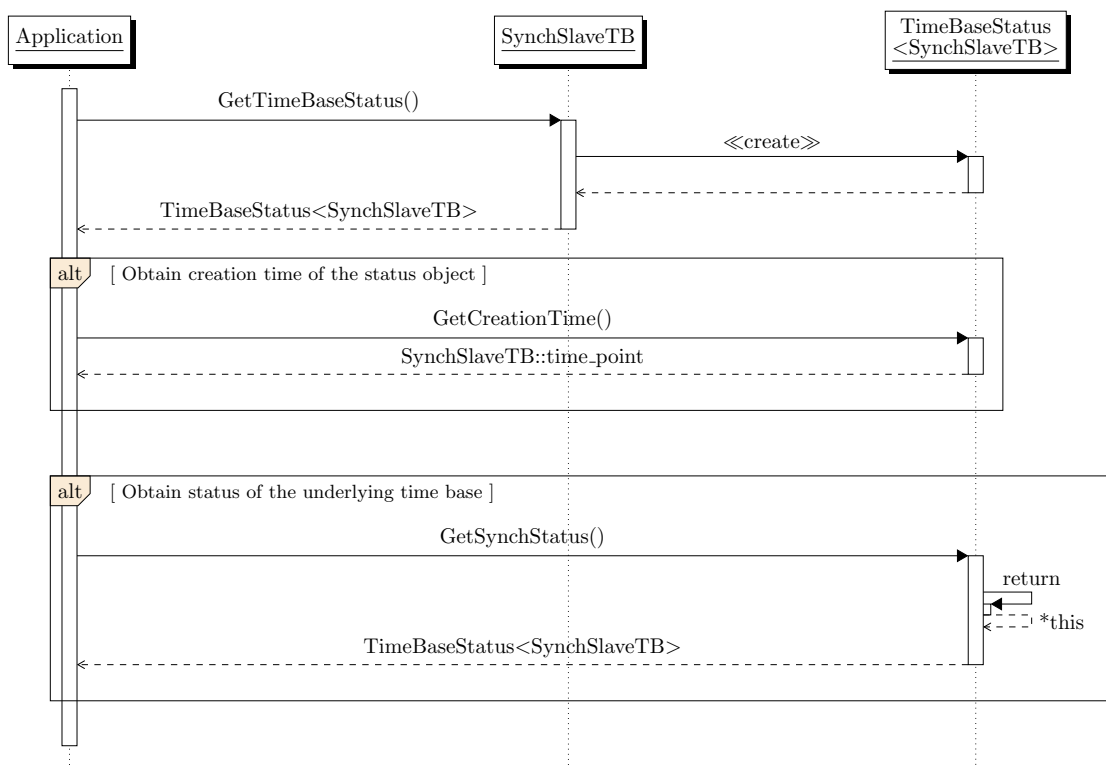 Application
SynchSlaveTB
TimeBaseStatus
<SynchSlaveTB>
GetTimeBaseStatus()
≪create≫
TimeBaseStatus<SynchSlaveTB>
alt [ Obtain creation time of the status object ]
GetCreationTime()
SynchSlaveTB::time_point
alt [ Obtain status of the underlying time base ]
GetSynchStatus()
return
*this
TimeBaseStatus<SynchSlaveTB>